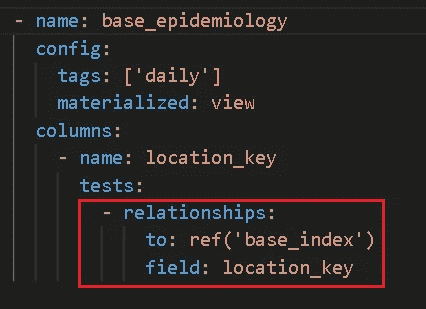 - name: base_epidemiology
config:
tags: ['daily']
materialized: view
columns:
- name: location_key
tests:
- relationships:
to: ref('base_index')
field: location_key